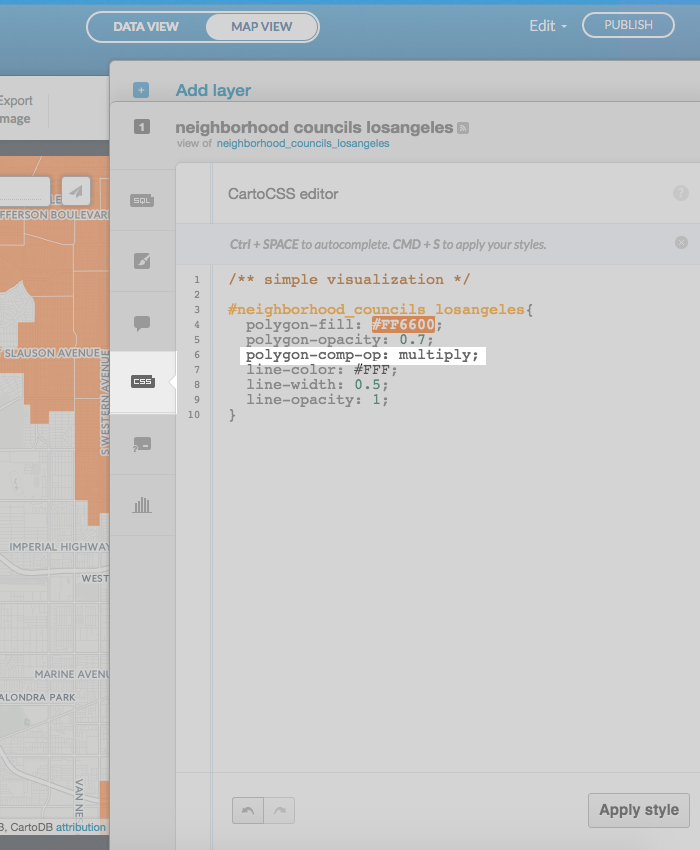 DATA VIEW MAP VIEW Edit PUBLISH
Export
Image
Add layer
1 neighborhood councils losangeles
view of neighborhood_councils_losangeles
SQL
CartoCSS editor ?
Ctrl + SPACE to autocomplete. CMD + S to apply your styles.
CSS
1 /** simple visualization */
2
3 #neighborhood_councils_losangeles{
4 polygon-fill: #FF6600;
5 polygon-opacity: 0.7;
6 polygon-comp-op: multiply;
7 line-color: #FFF;
8 line-width: 0.5;
9 line-opacity: 1;
10 }
FFERSON BOULEVAR
SLAUSON AVENUE
S WESTERN AVENUE
IMPERIAL HIGHWAY
WEST
MARINE AVENU
ALONDRA PARK
VAN NE
3, CartoDB attribution
Apply style